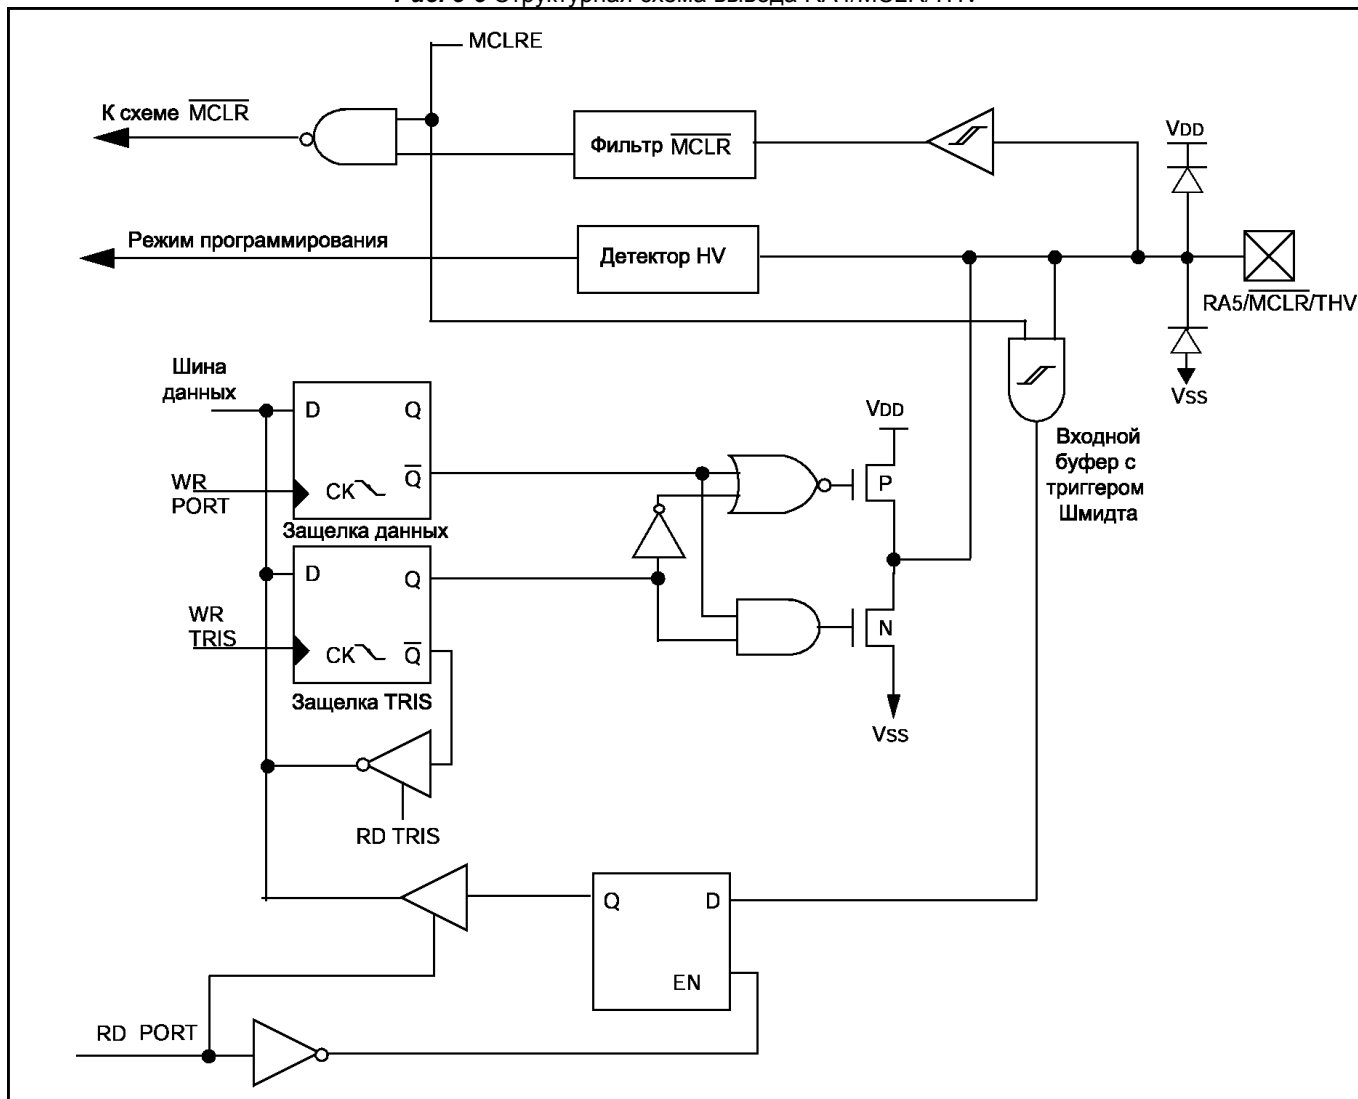 MCLRE
К схеме MCLR
Фильтр MCLR
VDD
Режим программирования
Детектор HV
RA5/MCLR/THV
VSS
Шина
данных
D Q
Q
WR
PORT
CK
Защелка данных
VDD
P
Входной
буфер с
триггером
Шмидта
D Q
WR
TRIS
CK Q
N
Защелка TRIS
VSS
RD TRIS
Q D
EN
RD PORT